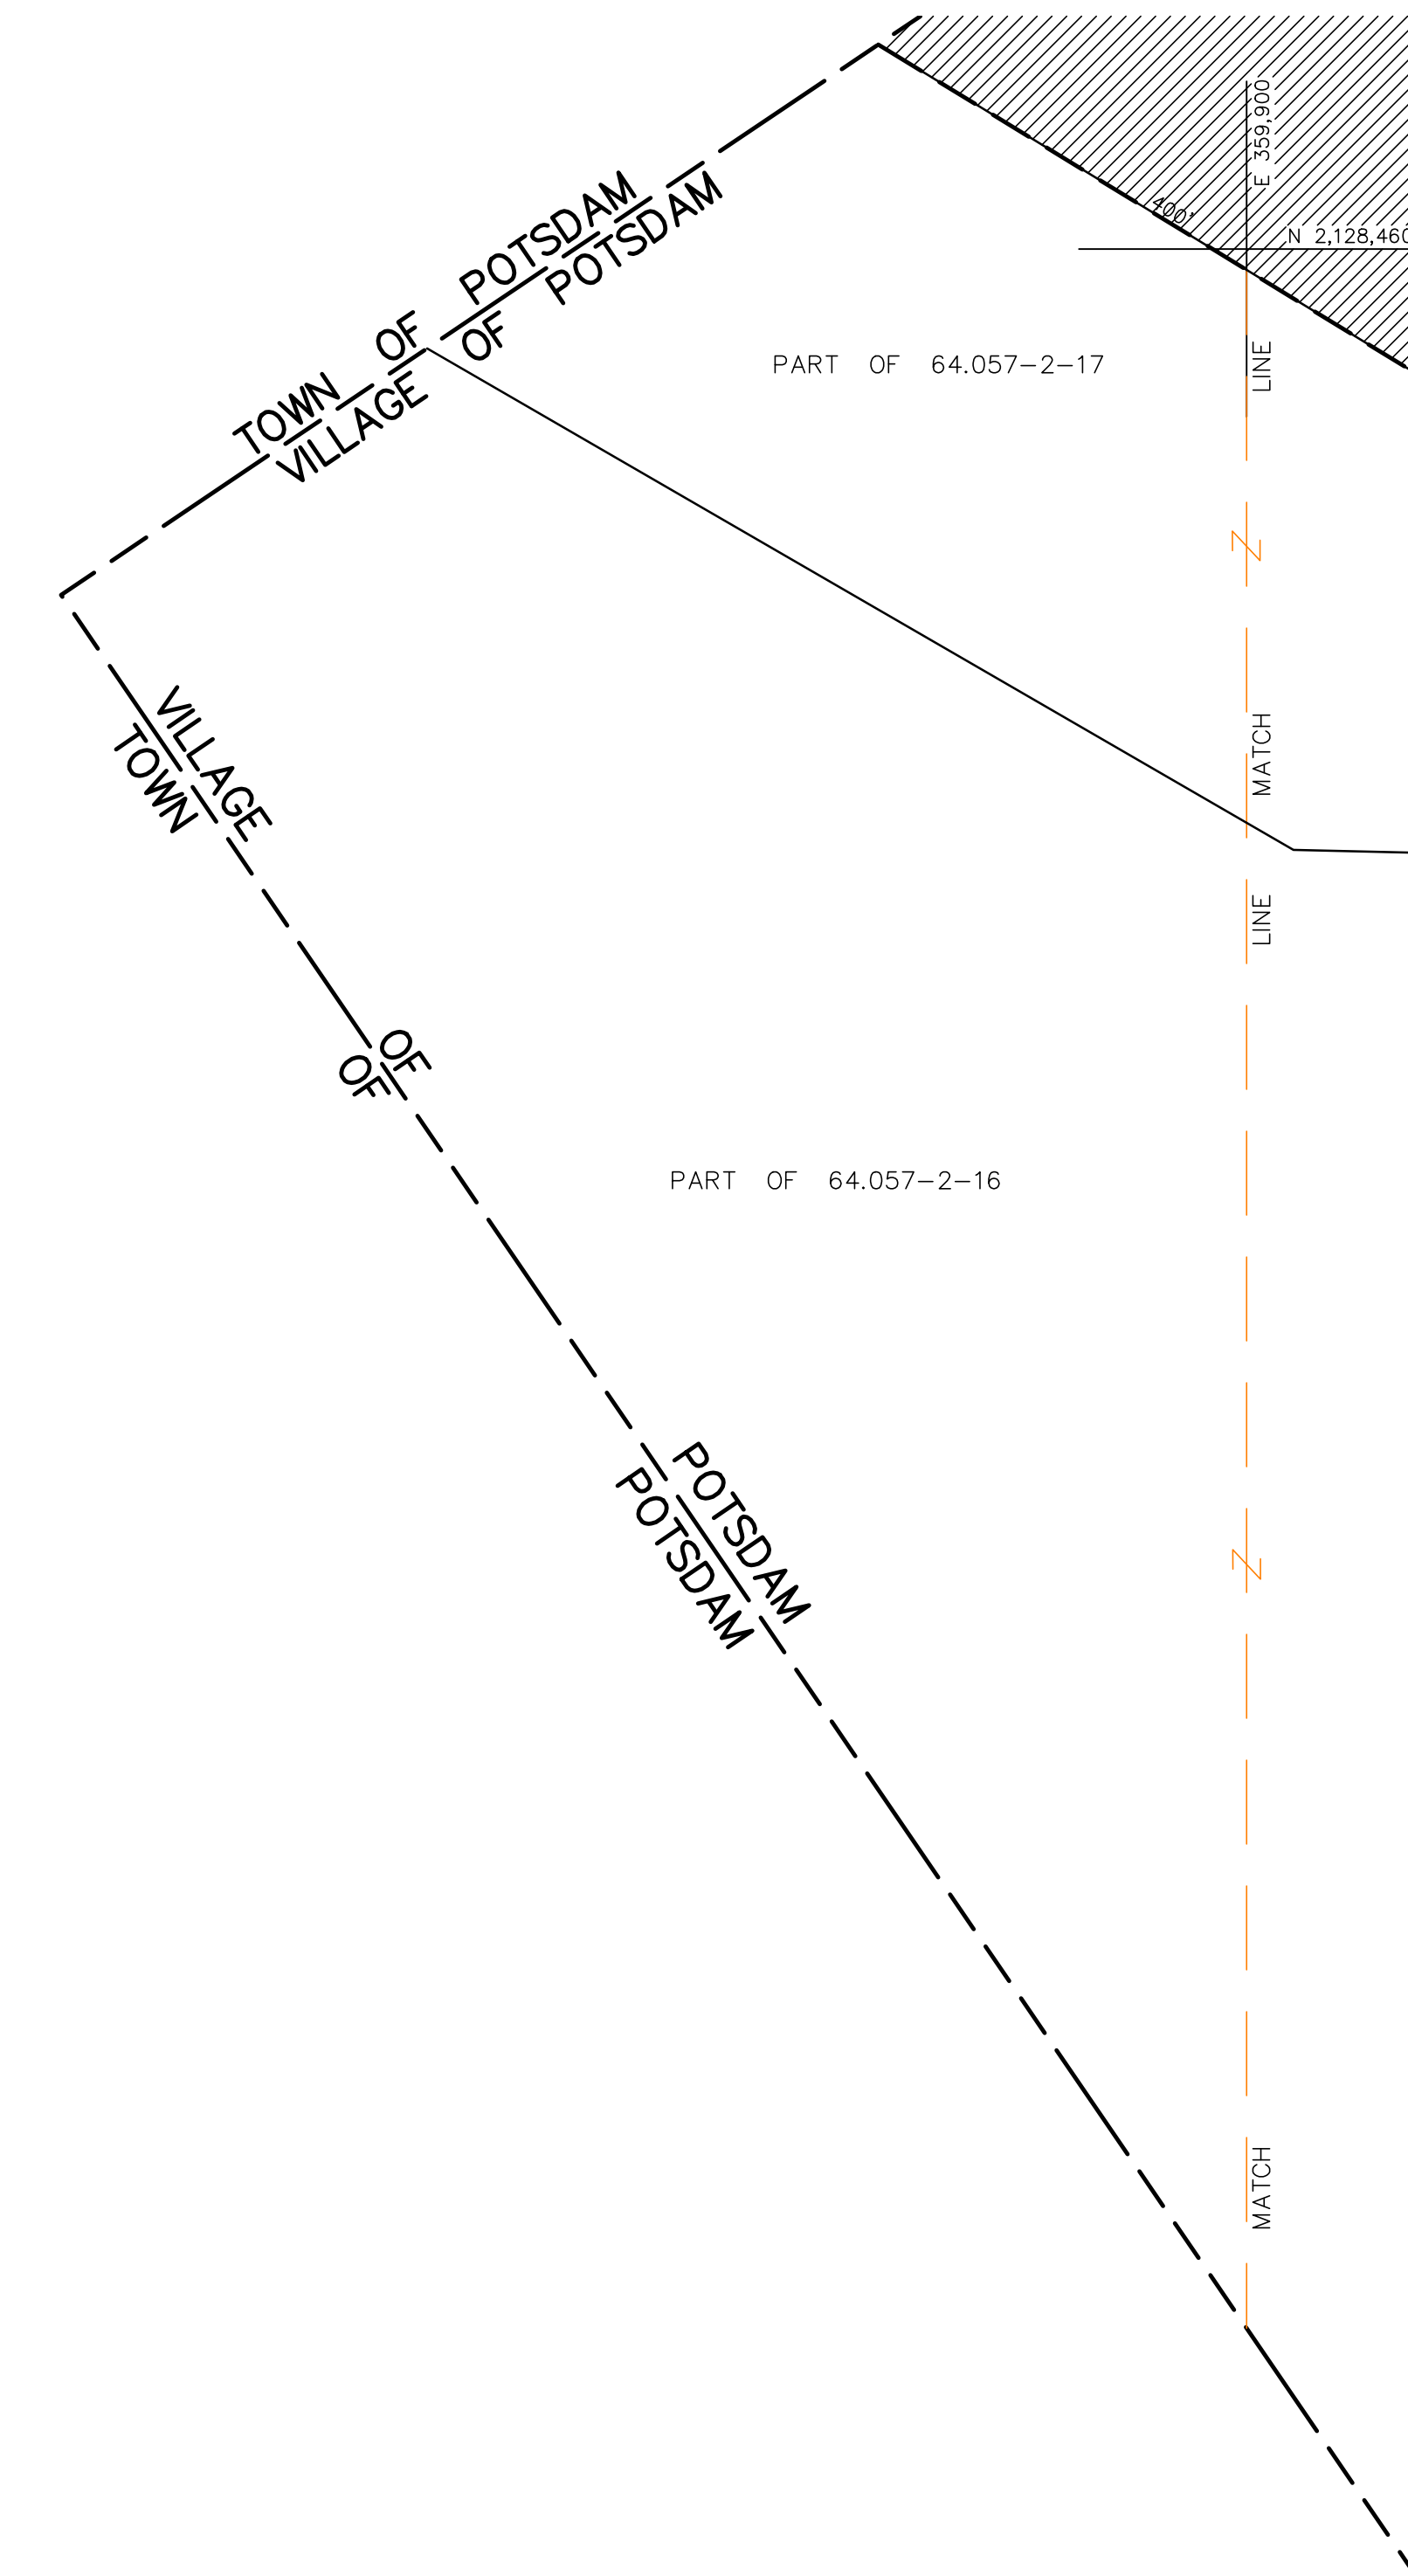 E 359,900
400'
N 2,128,460
TOWN OF POTSDAM
VILLAGE OF POTSDAM
PART OF 64.057-2-17
LINE
MATCH
LINE
VILLAGE OF POTSDAM
TOWN OF POTSDAM
PART OF 64.057-2-16
MATCH